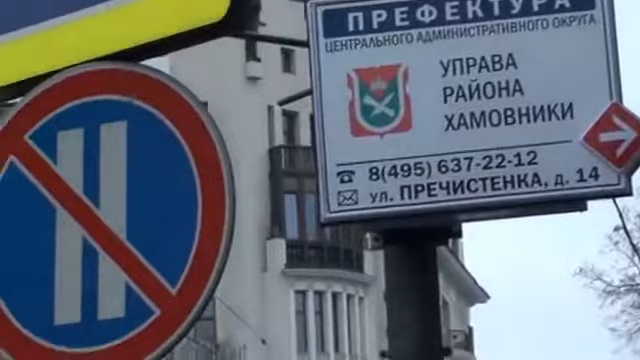 ПРЕФЕКТУРА
ЦЕНТРАЛЬНОГО АДМИНИСТРАТИВНОГО ОКРУГА
УПРАВА
РАЙОНА
ХАМОВНИКИ
8(495) 637-22-12
УЛ. ПРЕЧИСТЕНКА, Д. 14